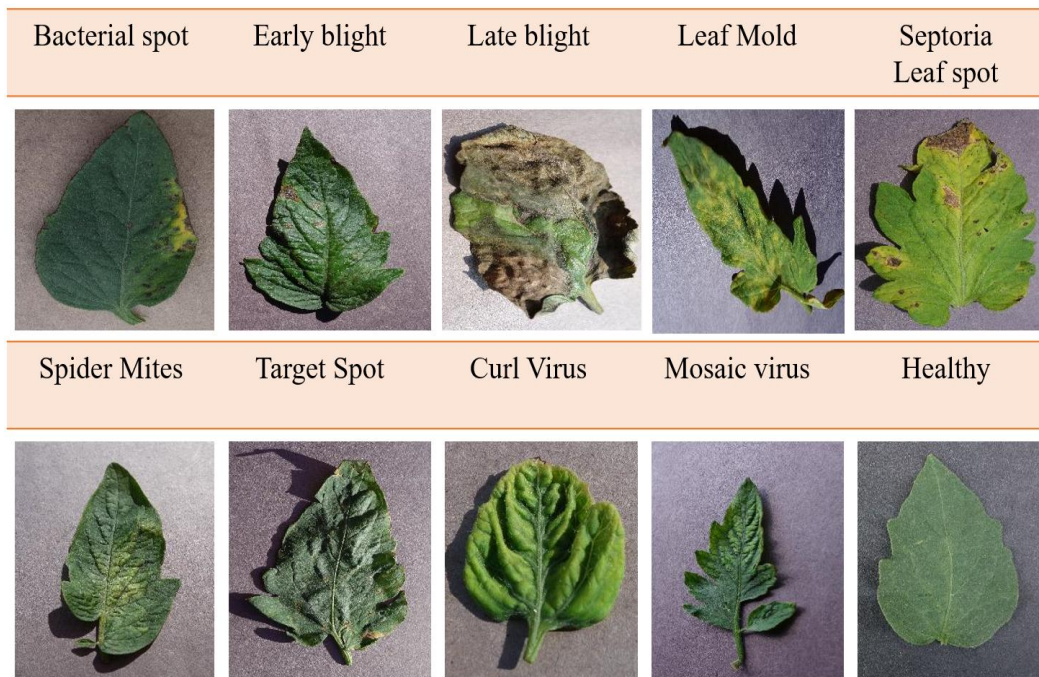 Bacterial spot
Early blight
Late blight
Leaf Mold
Septoria
Leaf spot
Spider Mites
Target Spot
Curl Virus
Mosaic virus
Healthy